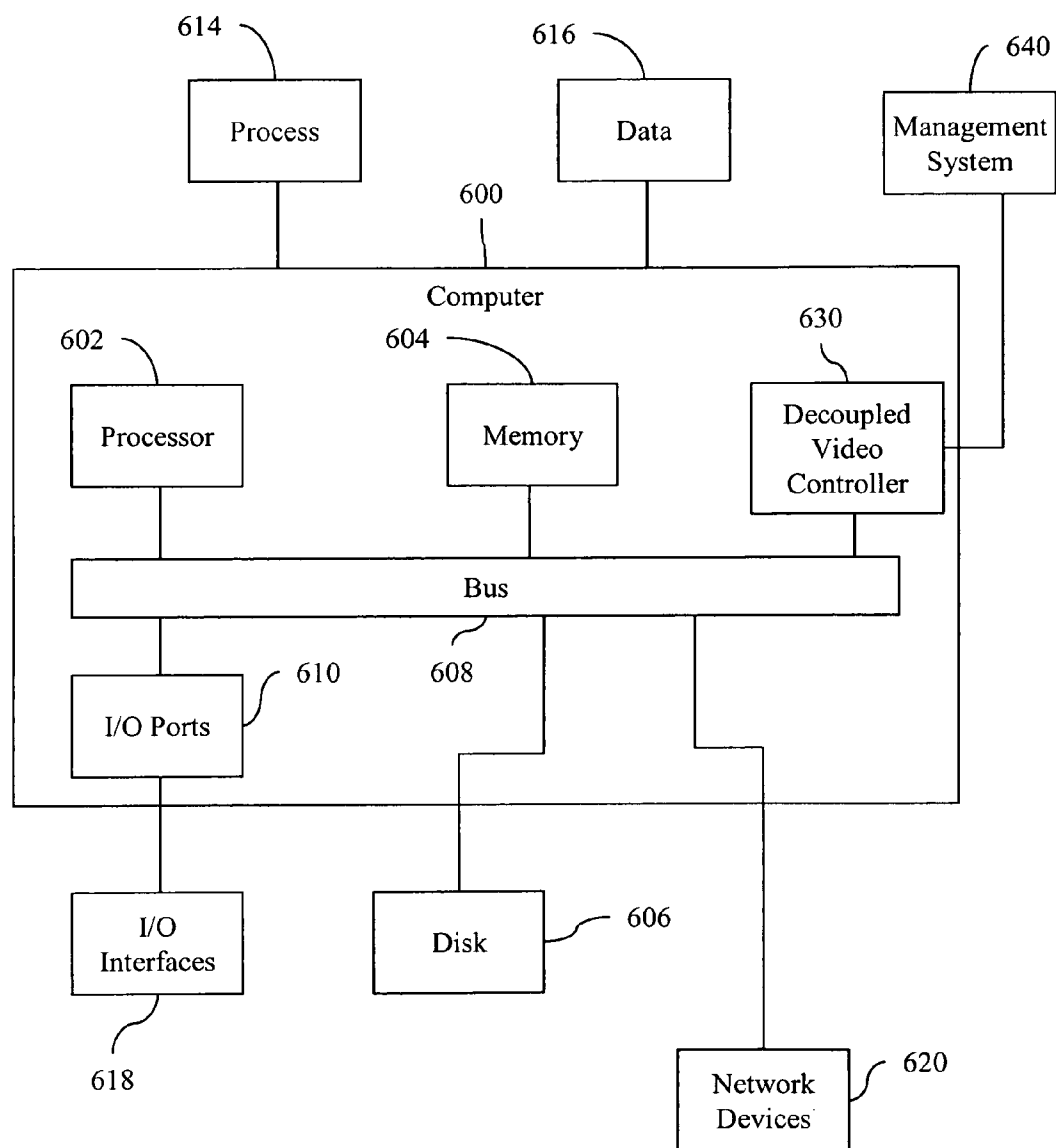 614
616
640
Process
Data
Management
System
600
Computer
602
604
630
Processor
Memory
Decoupled
Video
Controller
Bus
608
610
I/O Ports
I/O
Interfaces
Disk
606
618
620
Network
Devices